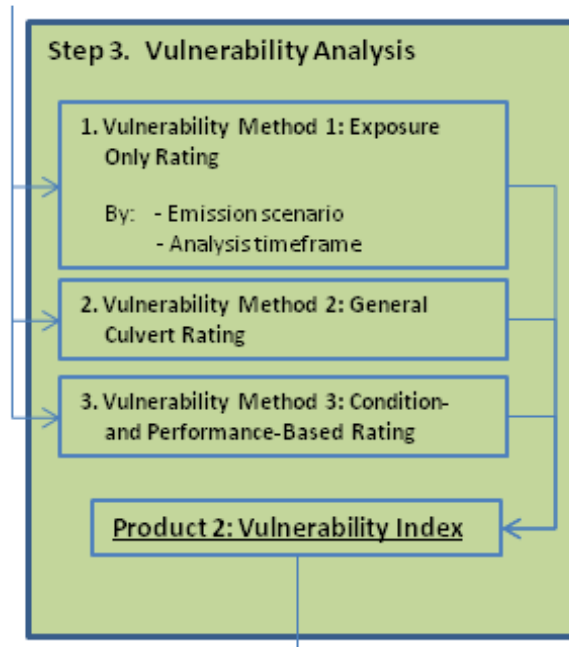 Step 3. Vulnerability Analysis
1. Vulnerability Method 1: Exposure
Only Rating
By: - Emission scenario
- Analysis timeframe
2. Vulnerability Method 2: General
Culvert Rating
3. Vulnerability Method 3: Condition-
and Performance-Based Rating
Product 2: Vulnerability Index